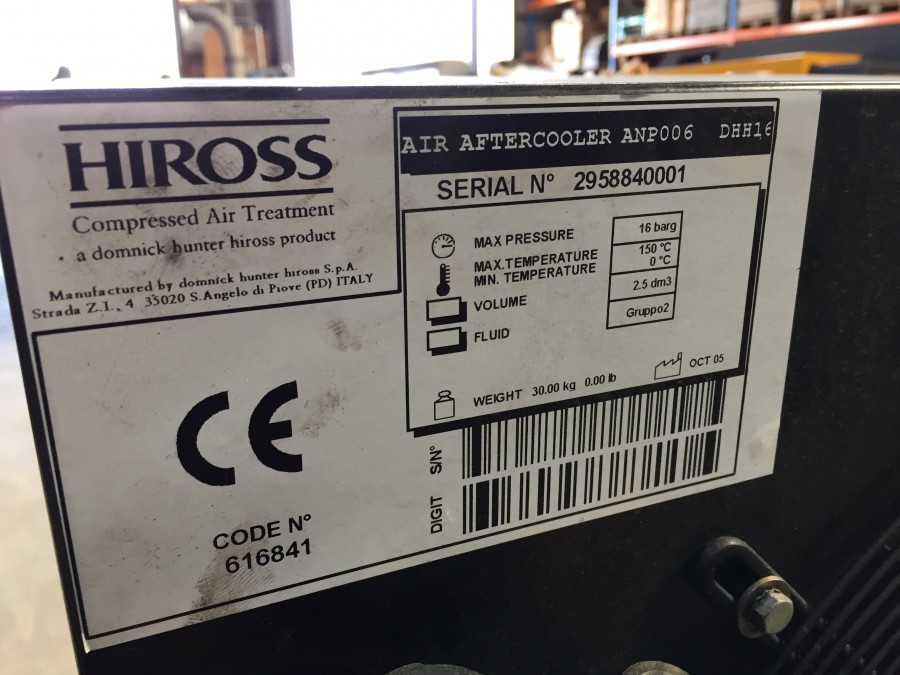 HIROSS
Compressed Air Treatment
a domnick hunter hiross product
Manufactured by domnick hunter hiross S.p.A.
Strada Z.I., 4 35020 S.Angelo di Piove (PD) ITALY
AIR AFTERCOOLER ANP006 DHH16
SERIAL N° 2958840001
MAX PRESSURE 16 barg
MAX.TEMPERATURE 150 °C
MIN. TEMPERATURE 0 °C
VOLUME 2.5 dm3
FLUID Gruppo2
WEIGHT 30.00 kg 0.00 lb
OCT 05
CE
CODE N°
616841
S/N°
DIGIT